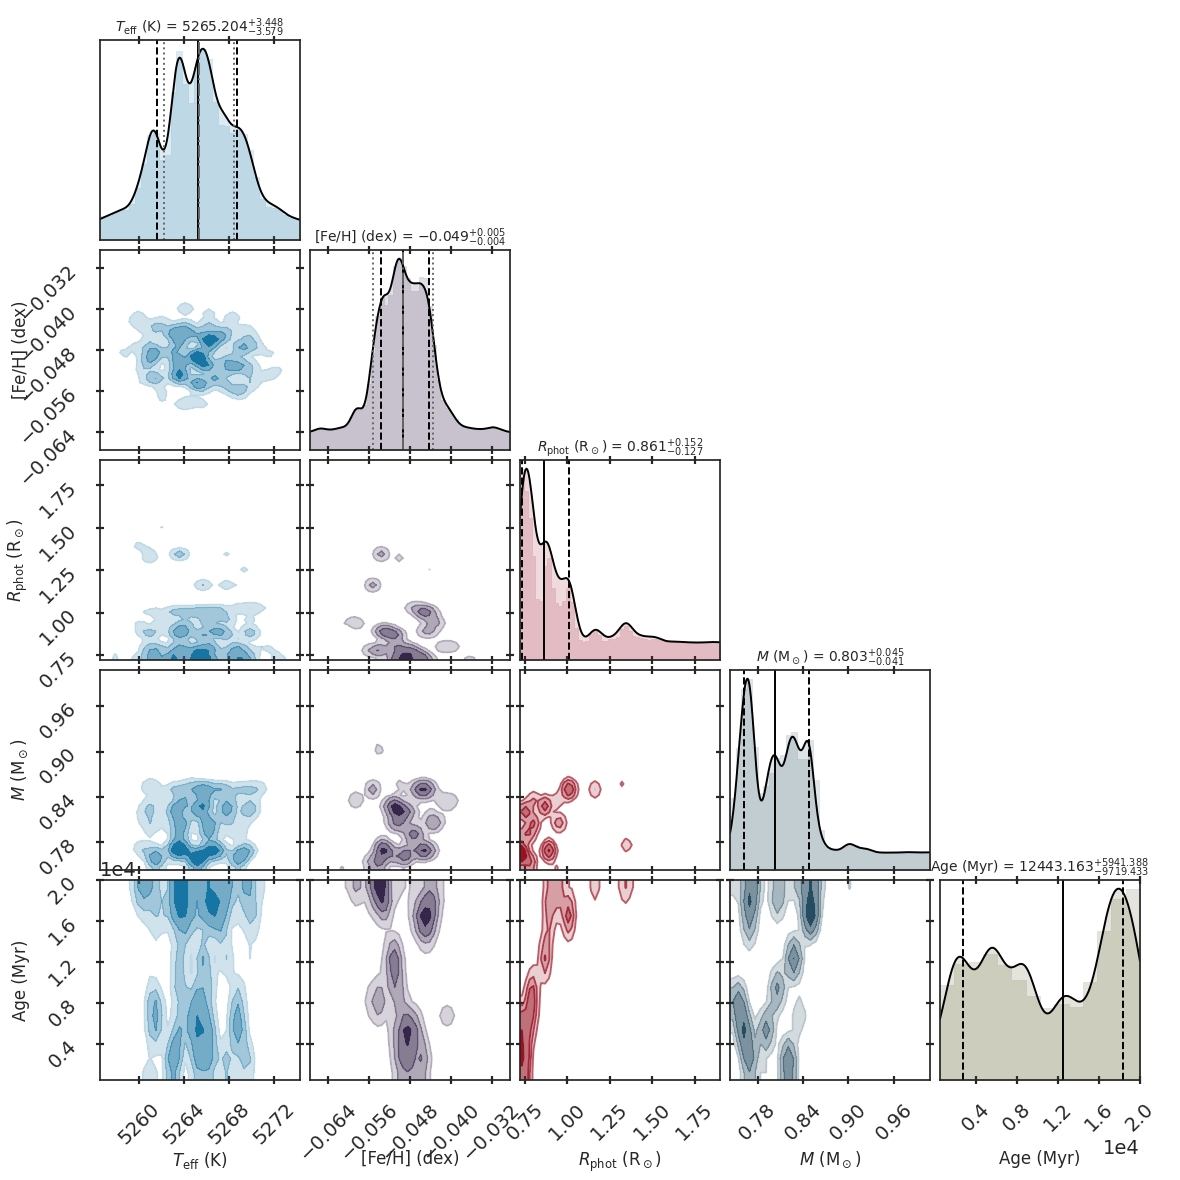 T_eff (K) = 5265.204 +3.448 −3.579
[Fe/H] (dex) = −0.049 +0.005 −0.004
−0.032
−0.040
−0.048
−0.056
−0.064
[Fe/H] (dex)
R_phot (R⊙) = 0.861 +0.152 −0.127
1.75
1.50
1.25
1.00
0.75
R_phot (R⊙)
M (M⊙) = 0.803 +0.045 −0.041
0.96
0.90
0.84
0.78
M (M⊙)
Age (Myr) = 12443.163 +5941.388 −9719.433
1e4
2.0
1.6
1.2
0.8
0.4
Age (Myr)
5260 5264 5268 5272
−0.064 −0.056 −0.048 −0.040 −0.032
0.75 1.00 1.25 1.50 1.75
0.78 0.84 0.90 0.96
0.4 0.8 1.2 1.6 2.0
1e4
T_eff (K) [Fe/H] (dex) R_phot (R⊙) M (M⊙) Age (Myr)